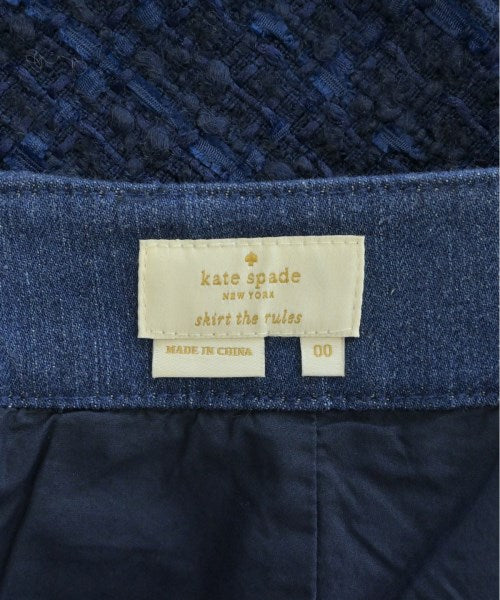 kate spade
NEW YORK
skirt the rules
MADE IN CHINA
00